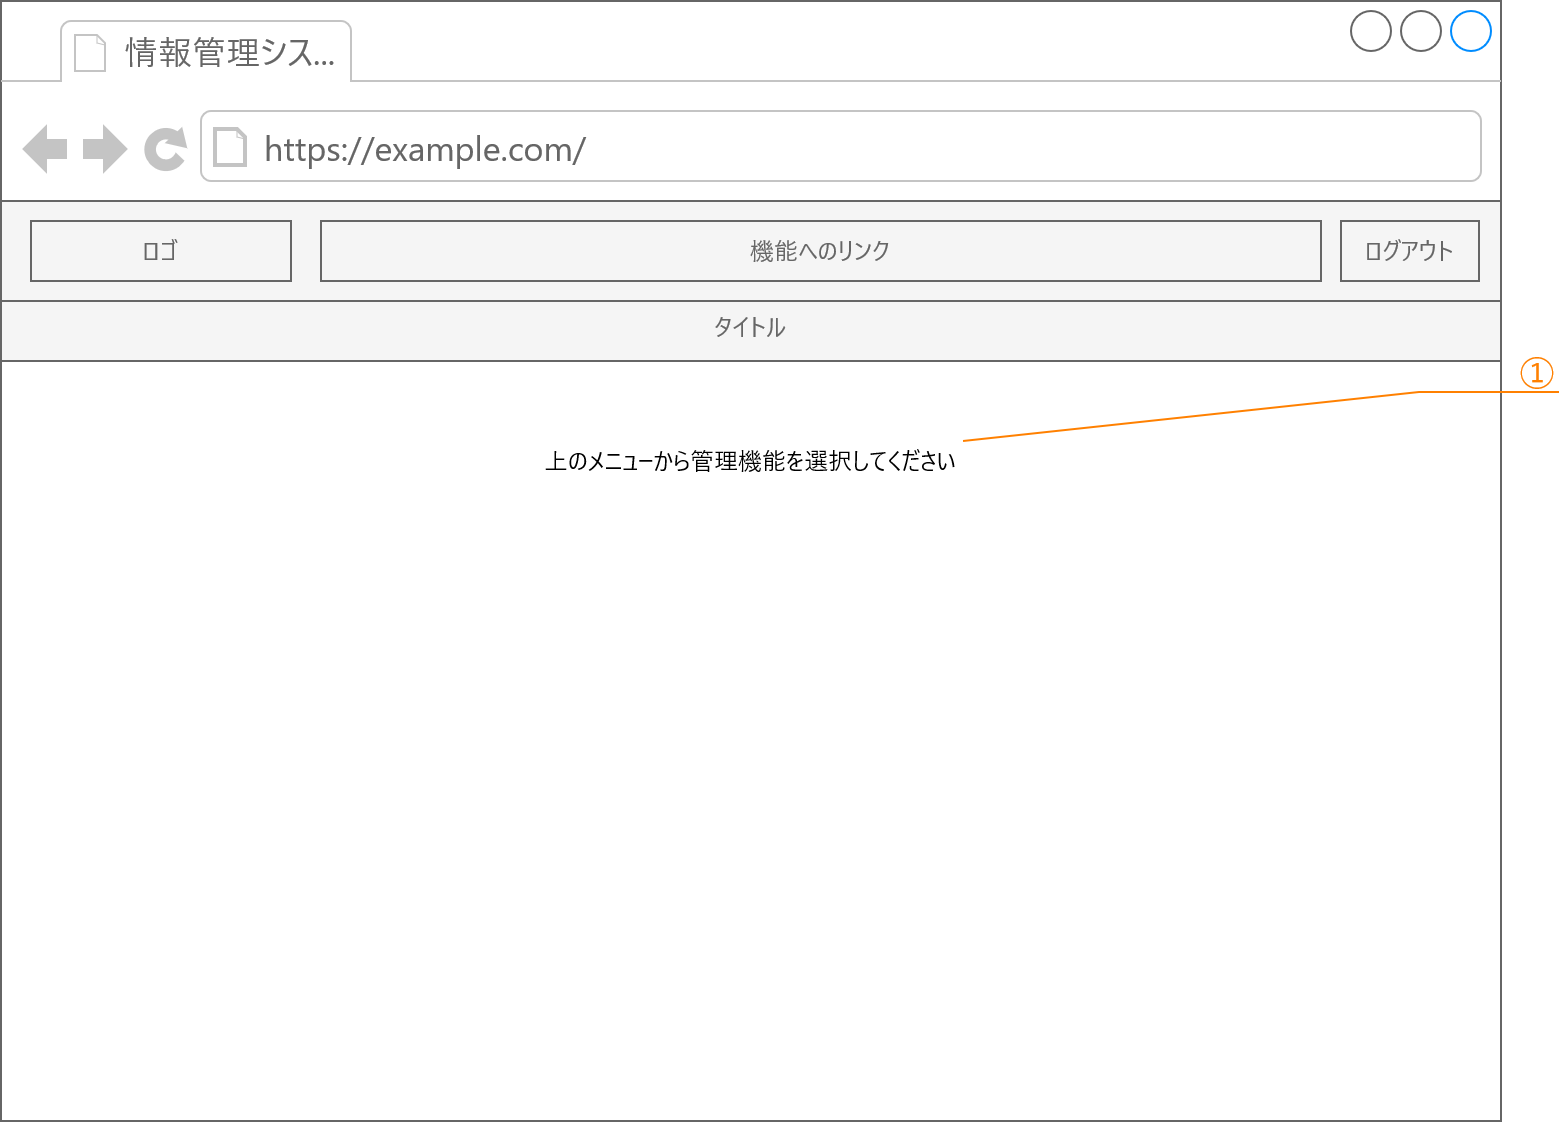 情報管理シス...
https://example.com/
ロゴ
機能へのリンク
ログアウト
タイトル
①
上のメニューから管理機能を選択してください